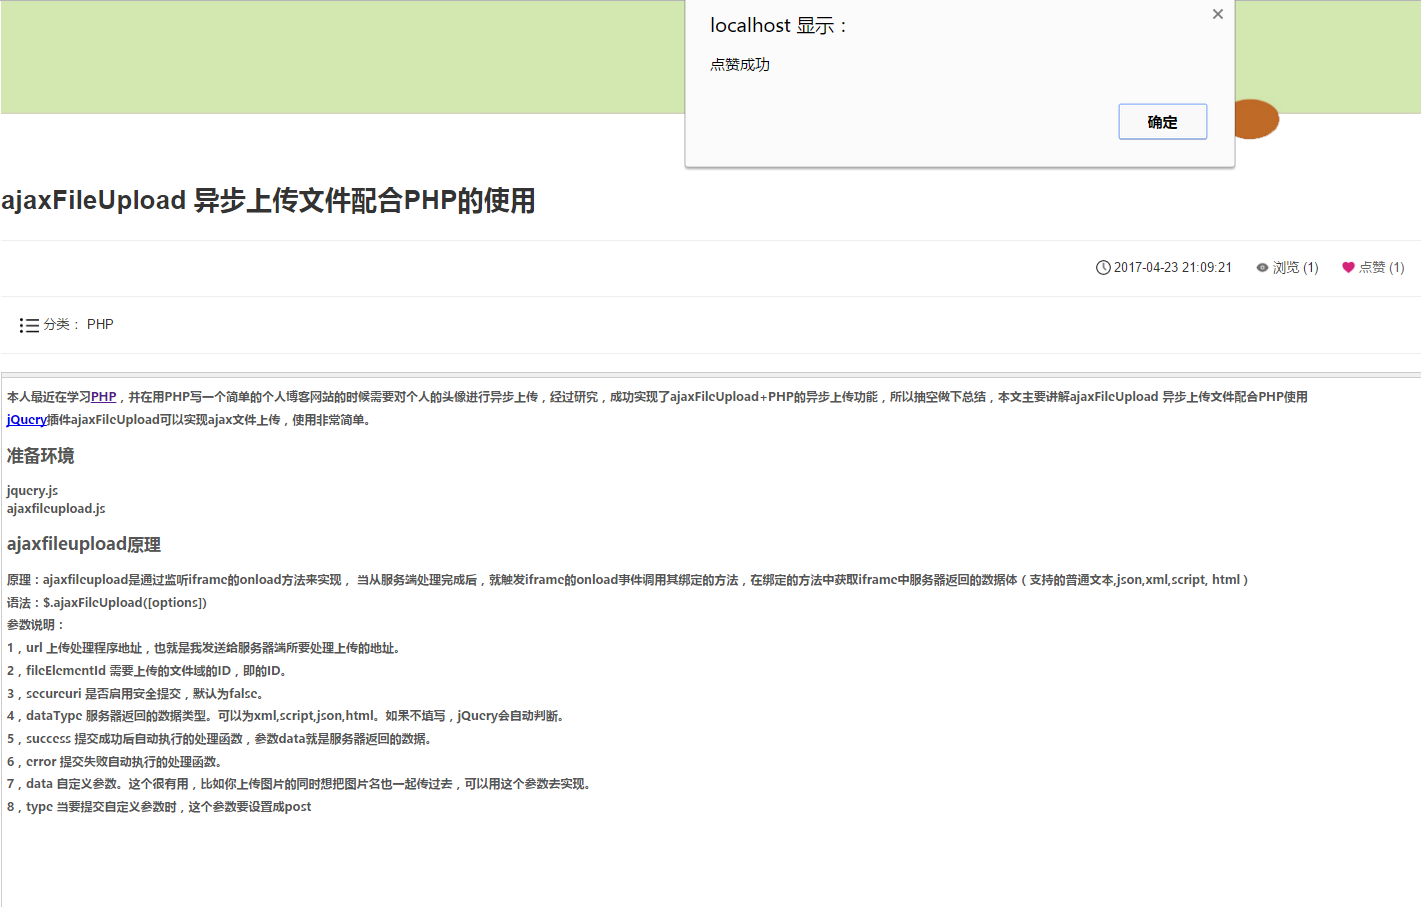 localhost 显示：
点赞成功
确定
ajaxFileUpload 异步上传文件配合PHP的使用
2017-04-23 21:09:21 浏览 (1) 点赞 (1)
分类： PHP
本人最近在学习PHP，并在用PHP写一个简单的个人博客网站的时候需要对个人的头像进行异步上传，经过研究，成功实现了ajaxFileUpload+PHP的异步上传功能，所以抽空做下总结，本文主要讲解ajaxFileUpload 异步上传文件配合PHP使用
jQuery插件ajaxFileUpload可以实现ajax文件上传，使用非常简单。
准备环境
jquery.js
ajaxfileupload.js
ajaxfileupload原理
原理：ajaxfileupload是通过监听iframe的onload方法来实现， 当从服务端处理完成后，就触发iframe的onload事件调用其绑定的方法，在绑定的方法中获取iframe中服务器返回的数据体（支持的普通文本,json,xml,script, html）
语法：$.ajaxFileUpload([options])
参数说明：
1，url 上传处理程序地址，也就是我发送给服务器端所要处理上传的地址。
2，fileElementId 需要上传的文件域的ID，即的ID。
3，secureuri 是否启用安全提交，默认为false。
4，dataType 服务器返回的数据类型。可以为xml,script,json,html。如果不填写，jQuery会自动判断。
5，success 提交成功后自动执行的处理函数，参数data就是服务器返回的数据。
6，error 提交失败自动执行的处理函数。
7，data 自定义参数。这个很有用，比如你上传图片的同时想把图片名也一起传过去，可以用这个参数去实现。
8，type 当要提交自定义参数时，这个参数要设置成post